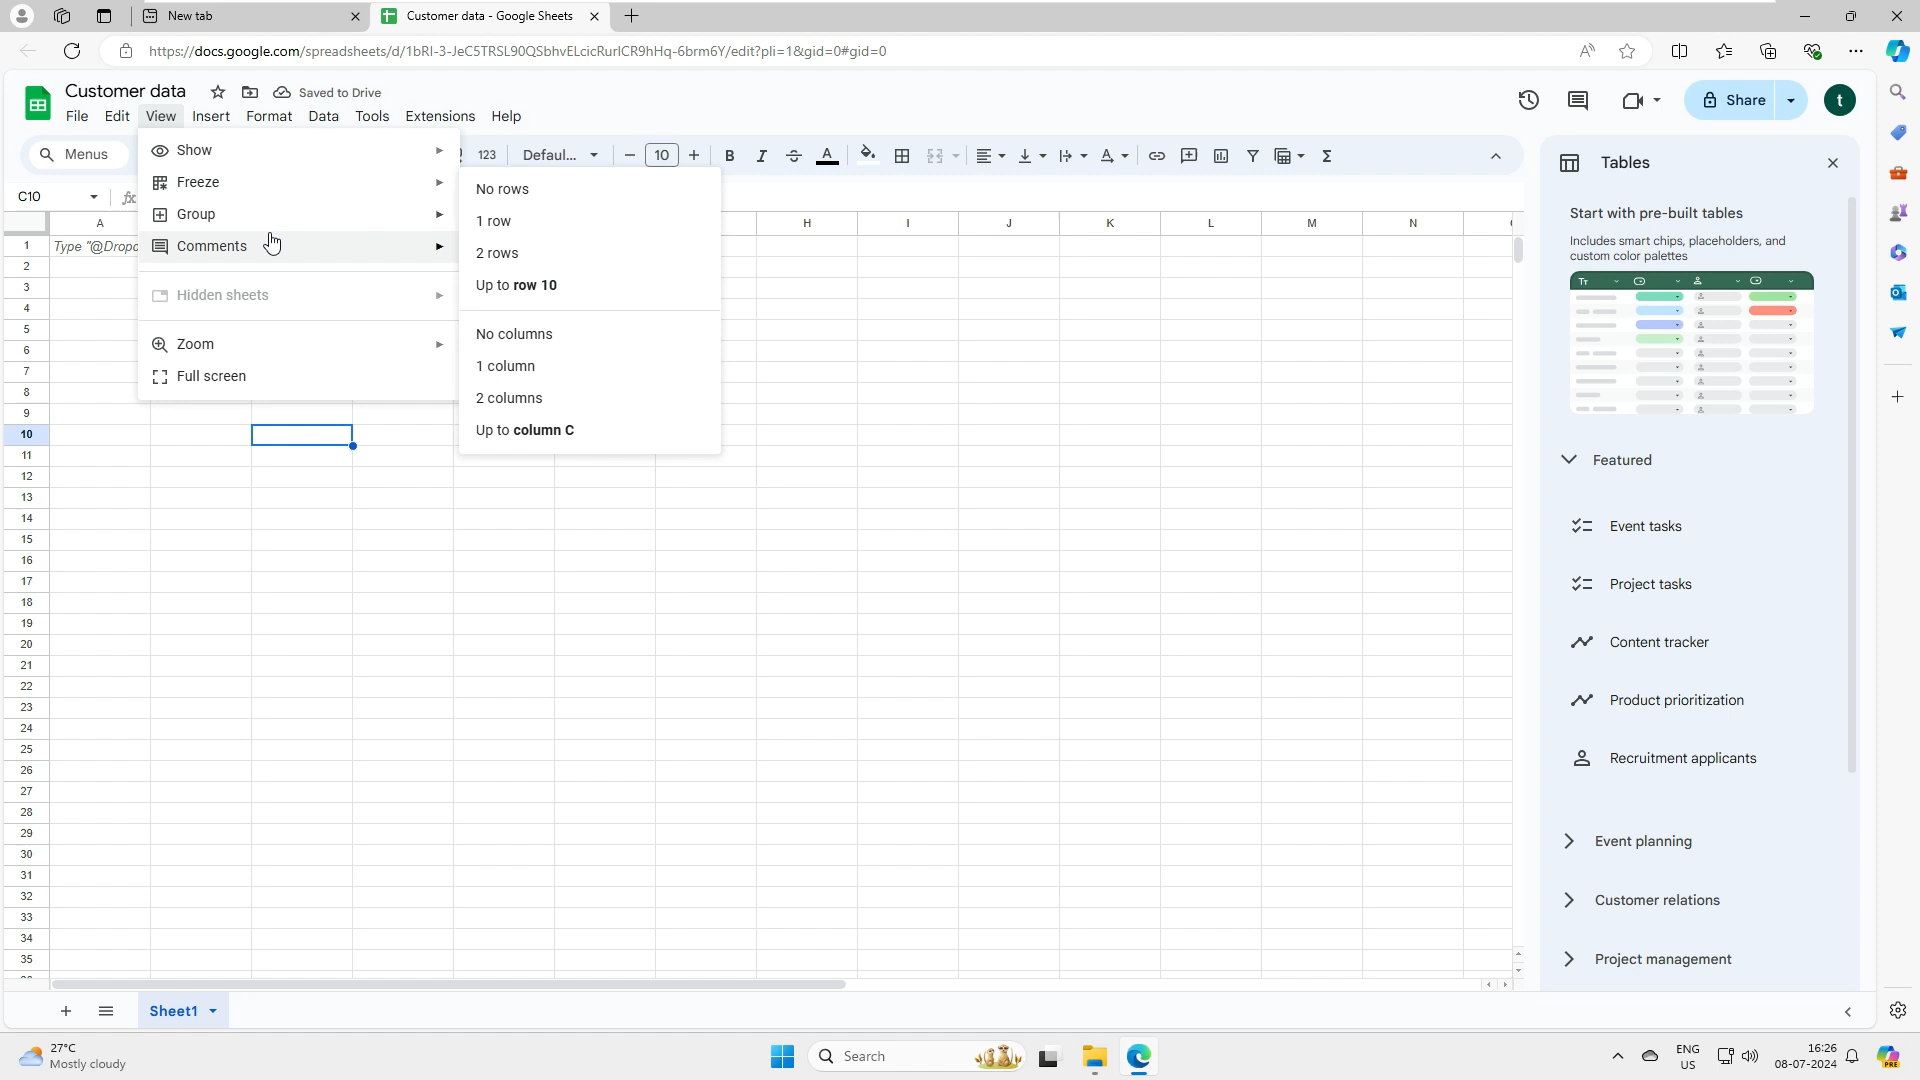 New tab
Customer data - Google Sheets
https://docs.google.com/spreadsheets/d/1bRI-3-JeC5TRSL90QSbhvELcicRurlCR9hHq-6brm6Y/edit?pli=1&gid=0#gid=0
Customer data
Saved to Drive
File Edit View Insert Format Data Tools Extensions Help
Share
t
Menus
123
Defaul...
10
C10
Show
Freeze
Group
Comments
Hidden sheets
Zoom
Full screen
No rows
1 row
2 rows
Up to row 10
No columns
1 column
2 columns
Up to column C
A H I J K L M N
Type "@Dropd
1
2
3
4
5
6
7
8
9
10
11
12
13
14
15
16
17
18
19
20
21
22
23
24
25
26
27
28
29
30
31
32
33
34
35
Tables
Start with pre-built tables
Includes smart chips, placeholders, and
custom color palettes
Featured
Event tasks
Project tasks
Content tracker
Product prioritization
Recruitment applicants
Event planning
Customer relations
Project management
Sheet1
27°C
Mostly cloudy
Search
ENG
US
16:26
08-07-2024